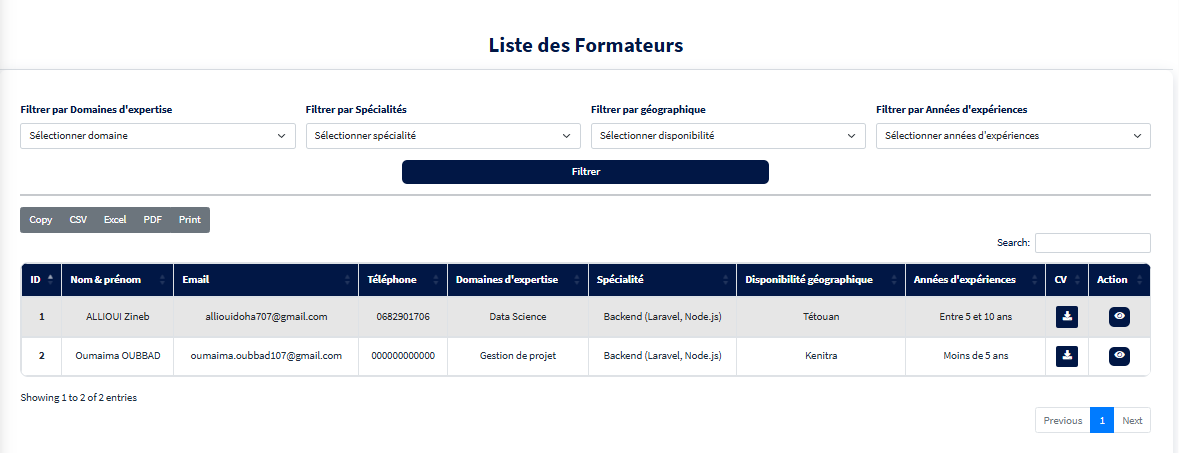 Liste des Formateurs
Filtrer par Domaines d'expertise Filtrer par Spécialités Filtrer par géographique Filtrer par Années d'expériences
Sélectionner domaine Sélectionner spécialité Sélectionner disponibilité Sélectionner années d'expériences
Filtrer
Copy CSV Excel PDF Print
Search:
ID Nom & prénom Email Téléphone Domaines d'expertise Spécialité Disponibilité géographique Années d'expériences CV Action
1 ALLIOUI Zineb alliouidoha707@gmail.com 0682901706 Data Science Backend (Laravel, Node.js) Tétouan Entre 5 et 10 ans
2 Oumaima OUBBAD oumaima.oubbad107@gmail.com 000000000000 Gestion de projet Backend (Laravel, Node.js) Kenitra Moins de 5 ans
Showing 1 to 2 of 2 entries
Previous 1 Next